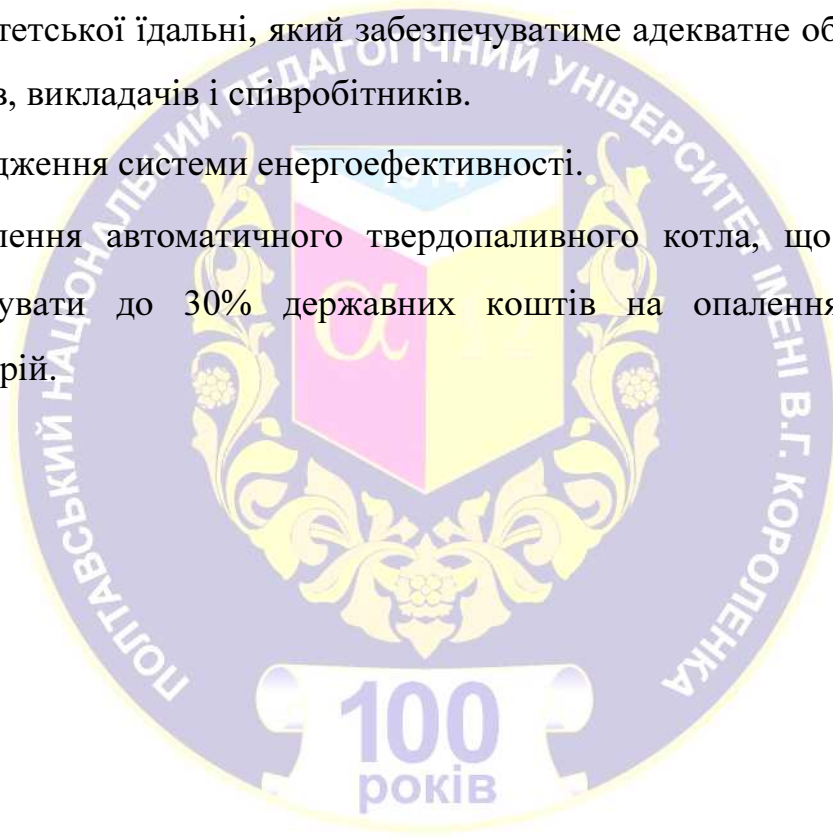 тетської їдальні, який забезпечуватиме адекватне об
в, викладачів і співробітників.
дження системи енергоефективності.
лення автоматичного твердопаливного котла, що
увати до 30% державних коштів на опалення
рій.
ПОЛТАВСЬКИЙ НАЦІОНАЛЬНИЙ ПЕДАГОГІЧНИЙ УНІВЕРСИТЕТ ІМЕНІ В.Г. КОРОЛЕНКА
α
100
років